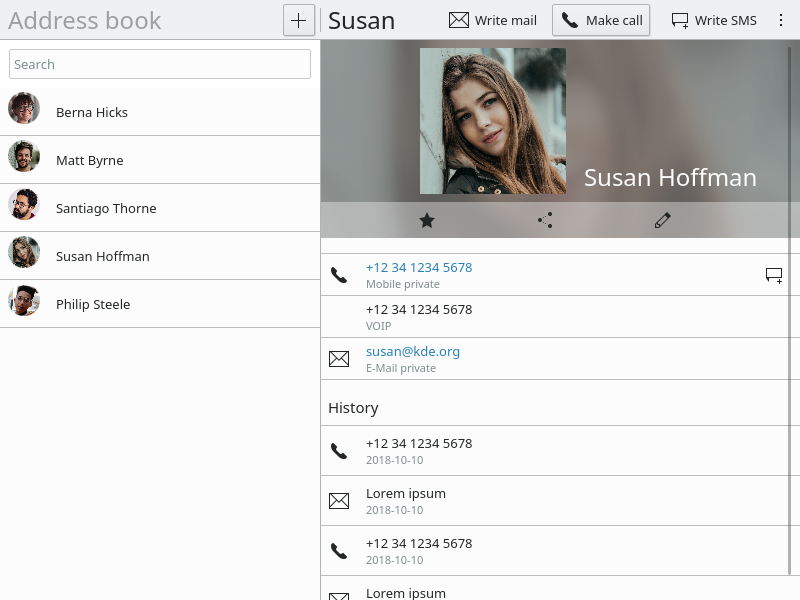 Address book
Susan
Write mail
Make call
Write SMS
Search
Berna Hicks
Matt Byrne
Santiago Thorne
Susan Hoffman
Philip Steele
Susan Hoffman
+12 34 1234 5678
Mobile private
+12 34 1234 5678
VOIP
susan@kde.org
E-Mail private
History
+12 34 1234 5678
2018-10-10
Lorem ipsum
2018-10-10
+12 34 1234 5678
2018-10-10
Lorem ipsum